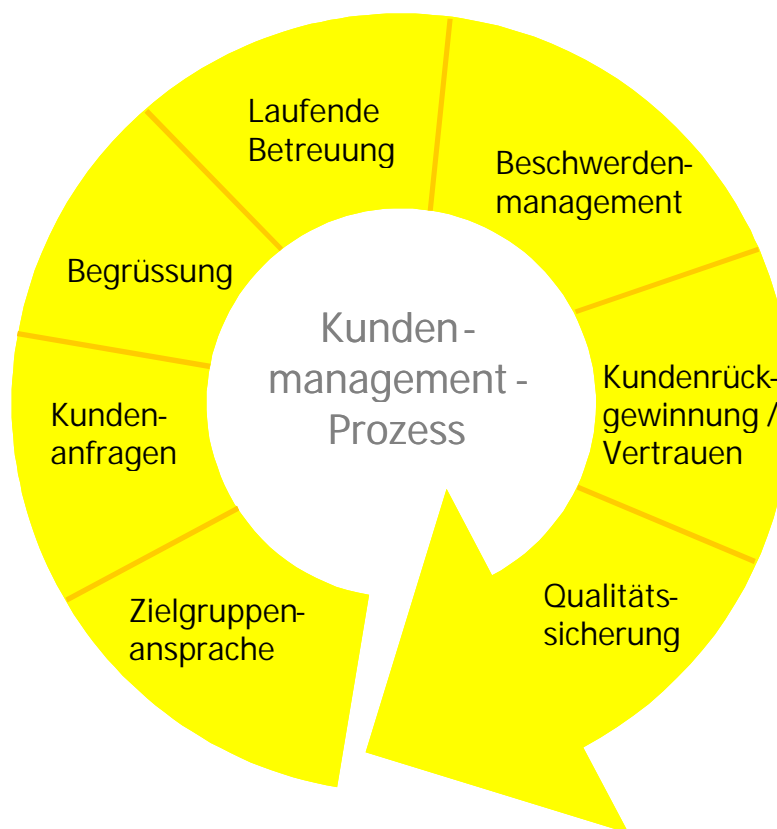 Laufende
Betreuung
Beschwerden-
management
Begrüssung
Kunden-
management-
Prozess
Kundenrück-
gewinnung /
Vertrauen
Kunden-
anfragen
Zielgruppen-
ansprache
Qualitäts-
sicherung